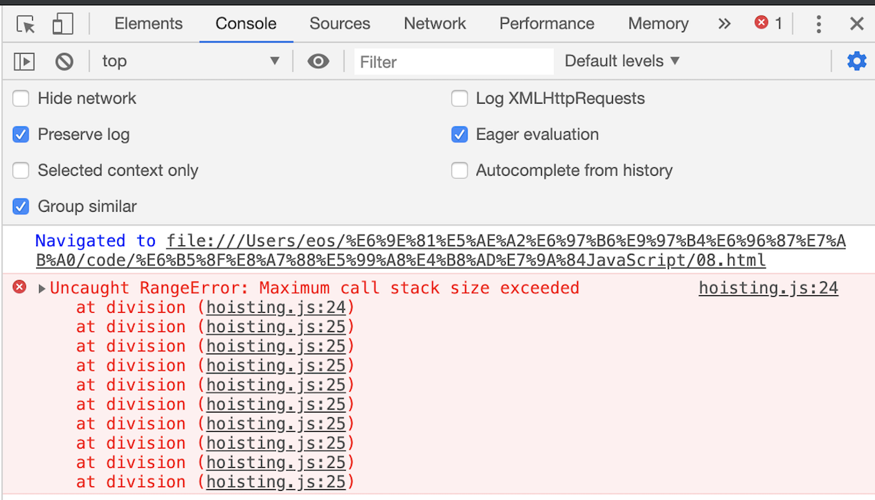 Elements Console Sources Network Performance Memory » 1
top ▼ Filter Default levels ▼
Hide network Log XMLHttpRequests
Preserve log Eager evaluation
Selected context only Autocomplete from history
Group similar
Navigated to file:///Users/eos/%E6%9E%81%E5%AE%A2%E6%97%B6%E9%97%B4%E6%96%87%E7%A
B%A0/code/%E6%B5%8F%E8%A7%88%E5%99%A8%E4%B8%AD%E7%9A%84JavaScript/08.html
Uncaught RangeError: Maximum call stack size exceeded hoisting.js:24
at division (hoisting.js:24)
at division (hoisting.js:25)
at division (hoisting.js:25)
at division (hoisting.js:25)
at division (hoisting.js:25)
at division (hoisting.js:25)
at division (hoisting.js:25)
at division (hoisting.js:25)
at division (hoisting.js:25)
at division (hoisting.js:25)